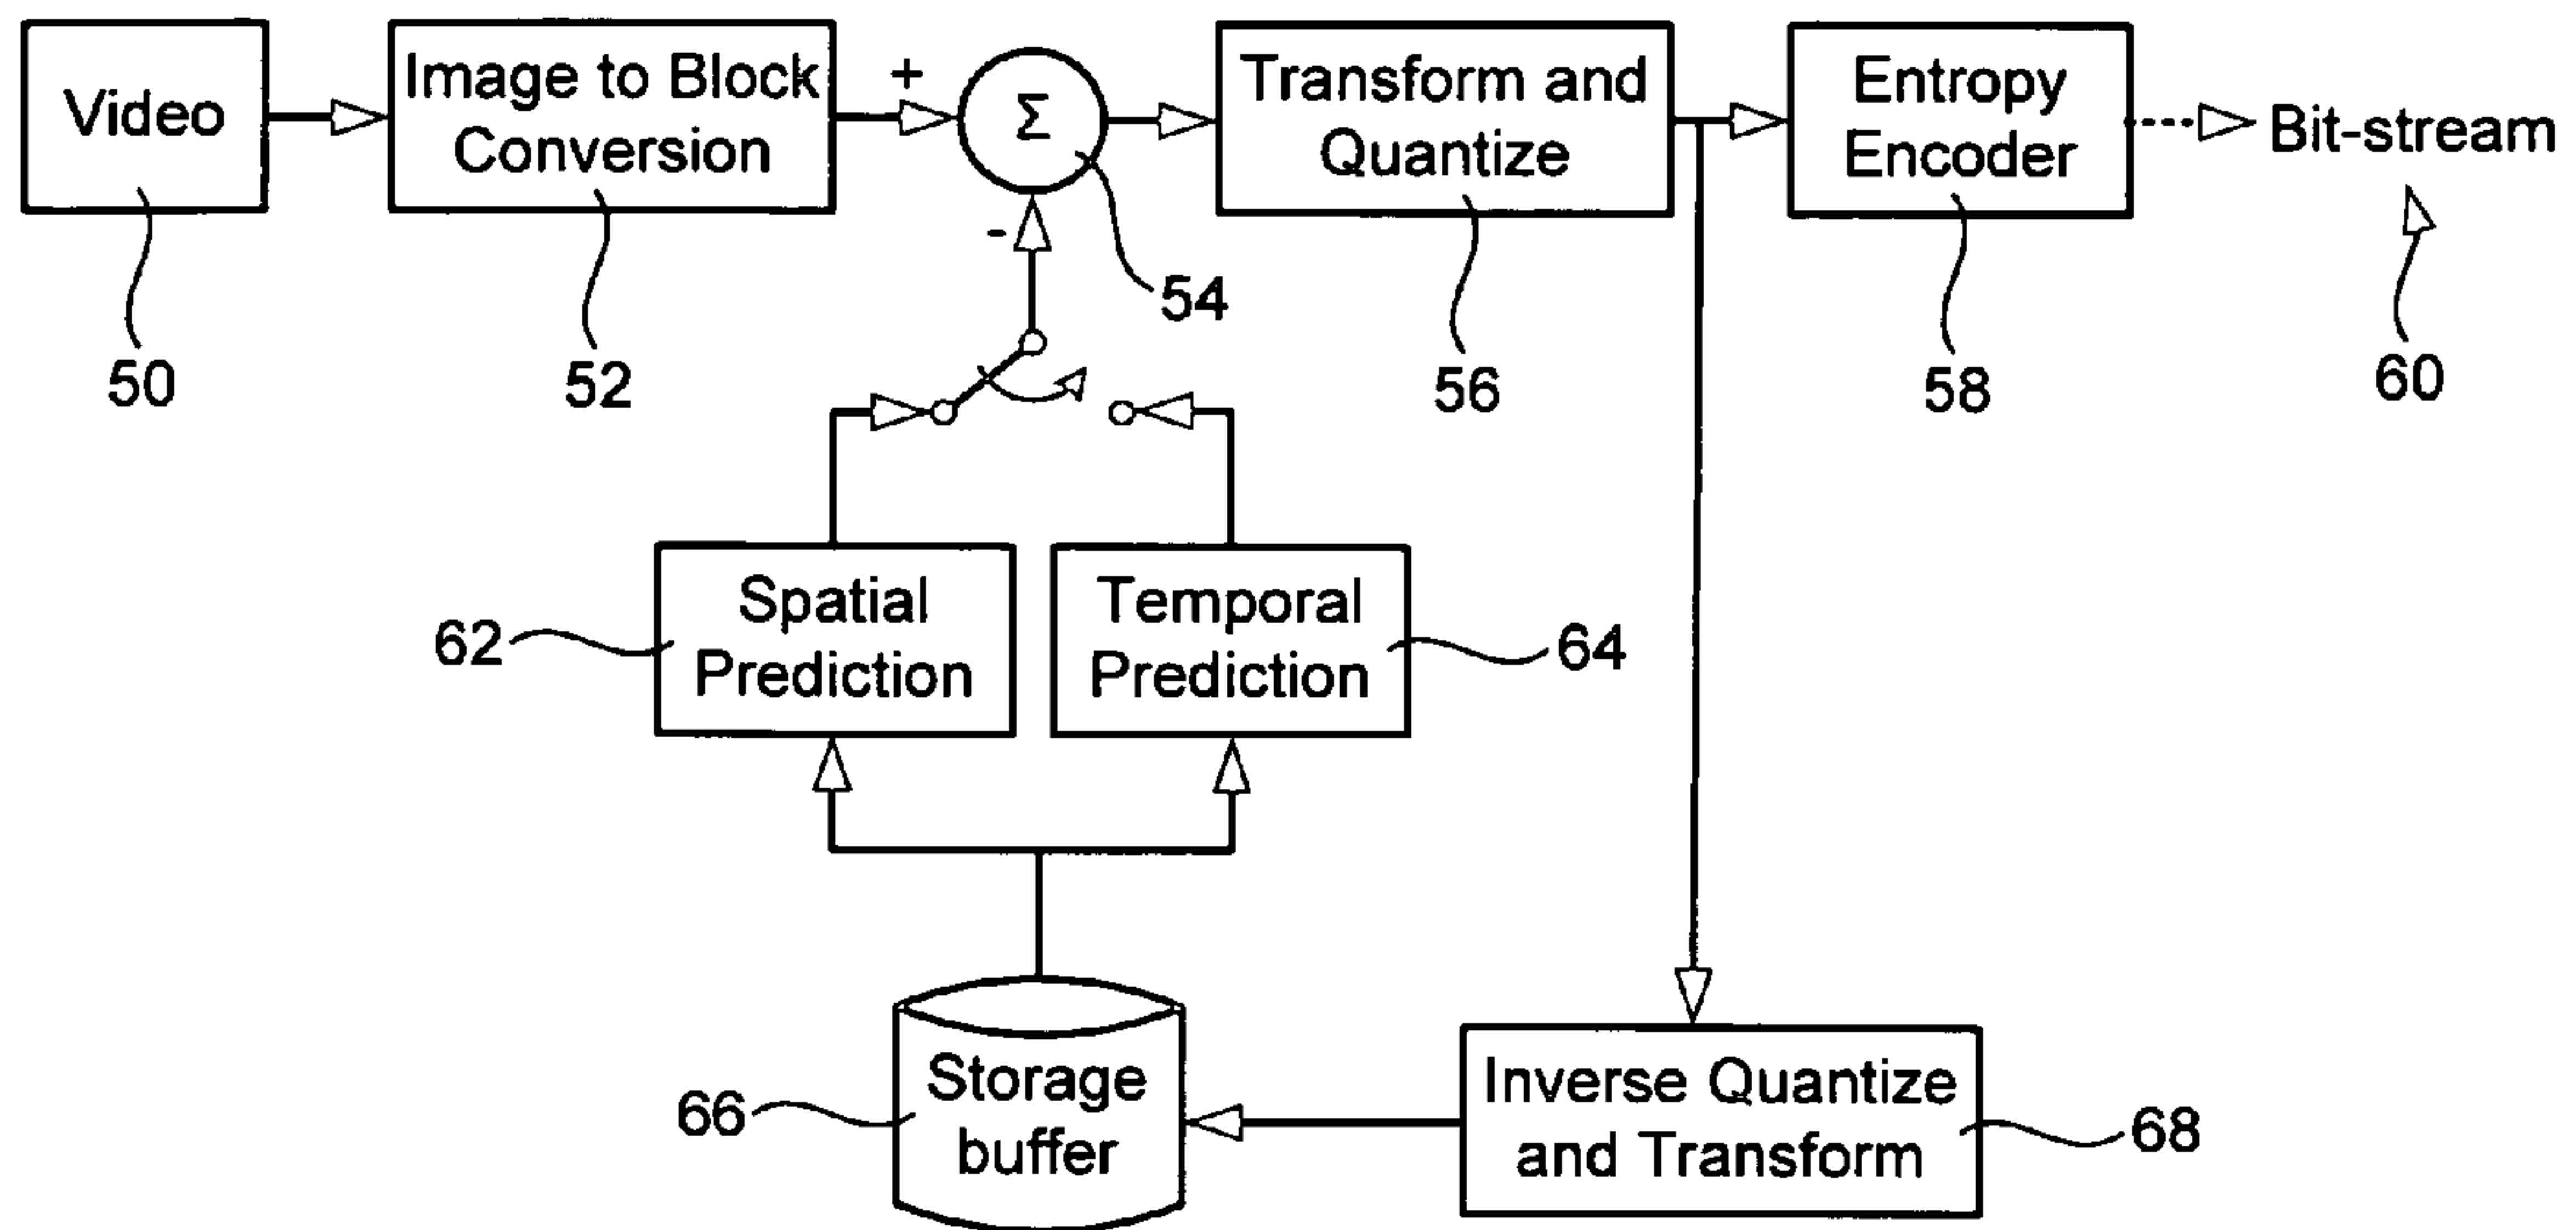 Video
Image to Block
Conversion
+
Σ
-
Transform and
Quantize
Entropy
Encoder
Bit-stream
50
52
54
56
58
60
Spatial
Prediction
62
Temporal
Prediction
64
Storage
buffer
66
Inverse Quantize
and Transform
68